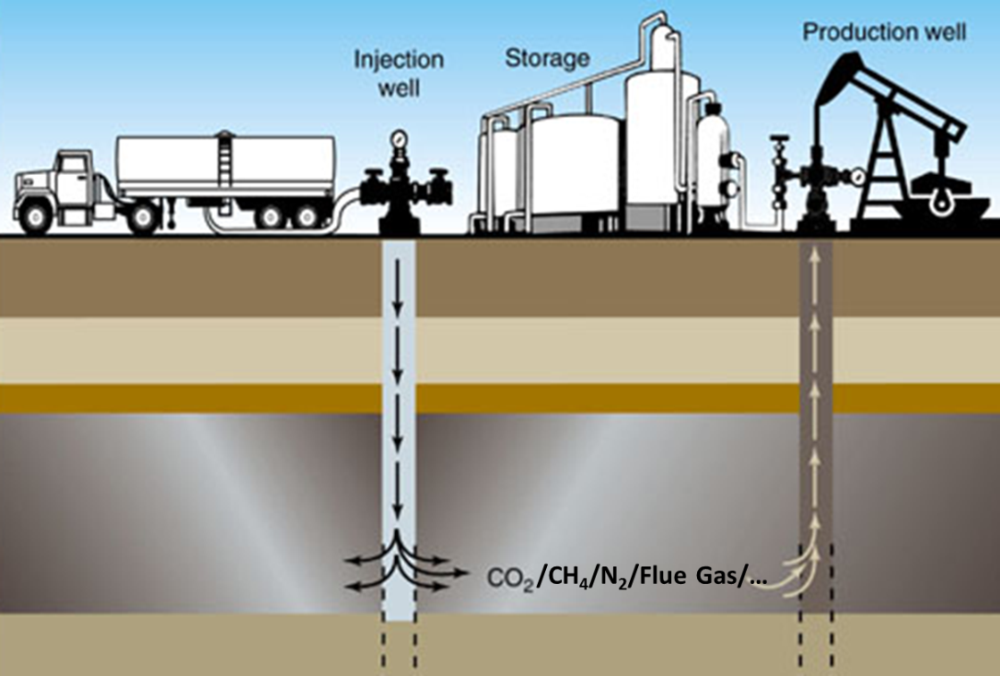 Injection
well
Storage
Production well
CO₂/CH₄/N₂/Flue Gas/...